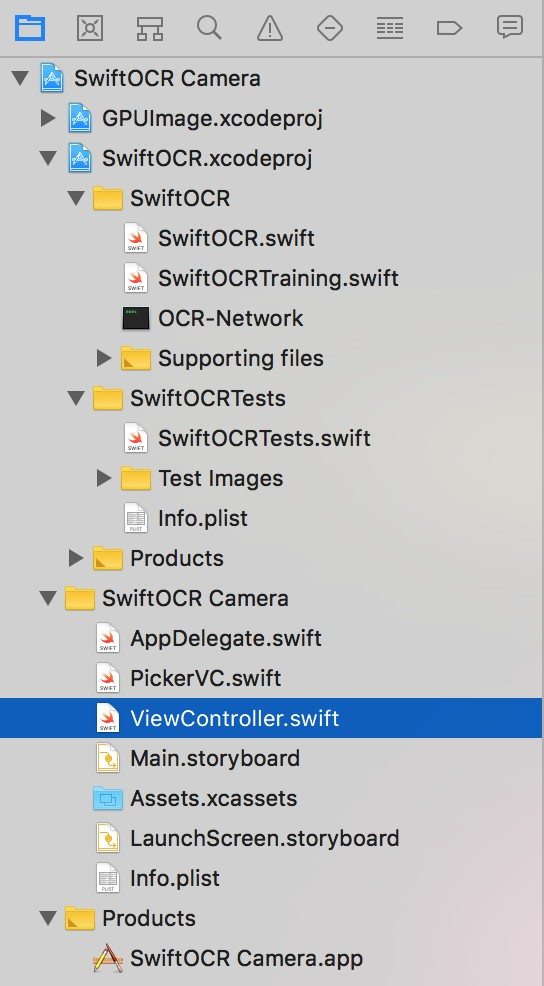 SwiftOCR Camera
GPUImage.xcodeproj
SwiftOCR.xcodeproj
SwiftOCR
SwiftOCR.swift
SwiftOCRTraining.swift
OCR-Network
Supporting files
SwiftOCRTests
SwiftOCRTests.swift
Test Images
Info.plist
Products
SwiftOCR Camera
AppDelegate.swift
PickerVC.swift
ViewController.swift
Main.storyboard
Assets.xcassets
LaunchScreen.storyboard
Info.plist
Products
SwiftOCR Camera.app